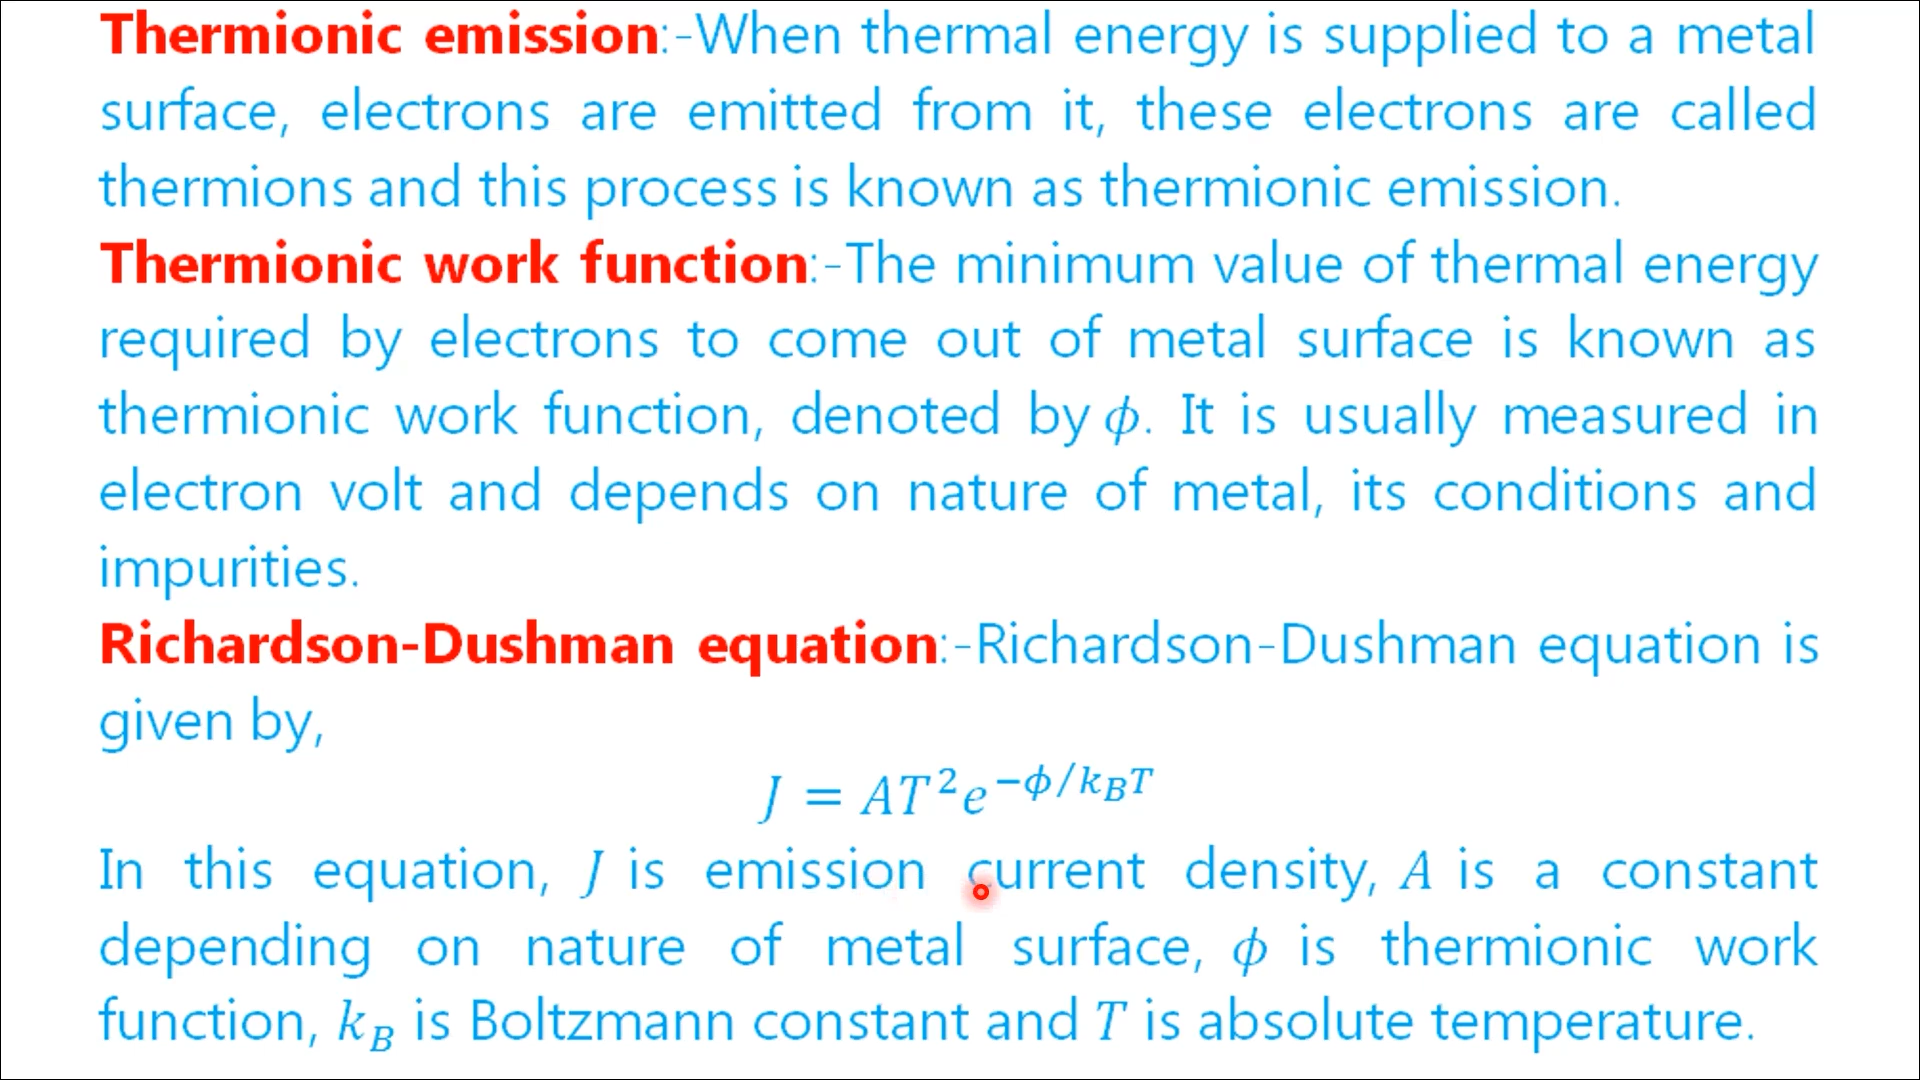 Thermionic emission:-When thermal energy is supplied to a metal
surface, electrons are emitted from it, these electrons are called
thermions and this process is known as thermionic emission.
Thermionic work function:-The minimum value of thermal energy
required by electrons to come out of metal surface is known as
thermionic work function, denoted by ϕ. It is usually measured in
electron volt and depends on nature of metal, its conditions and
impurities.
Richardson-Dushman equation:-Richardson-Dushman equation is
given by,
J = AT²e^{−ϕ/k_BT}
In this equation, J is emission current density, A is a constant
depending on nature of metal surface, ϕ is thermionic work
function, k_B is Boltzmann constant and T is absolute temperature.